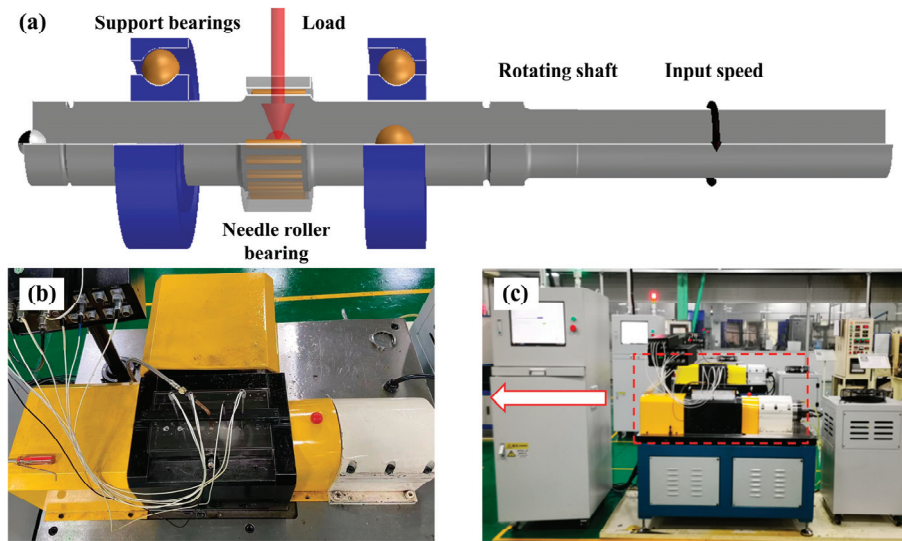 (a)
Support bearings
Load
Rotating shaft
Input speed
Needle roller
bearing
(b)
(c)